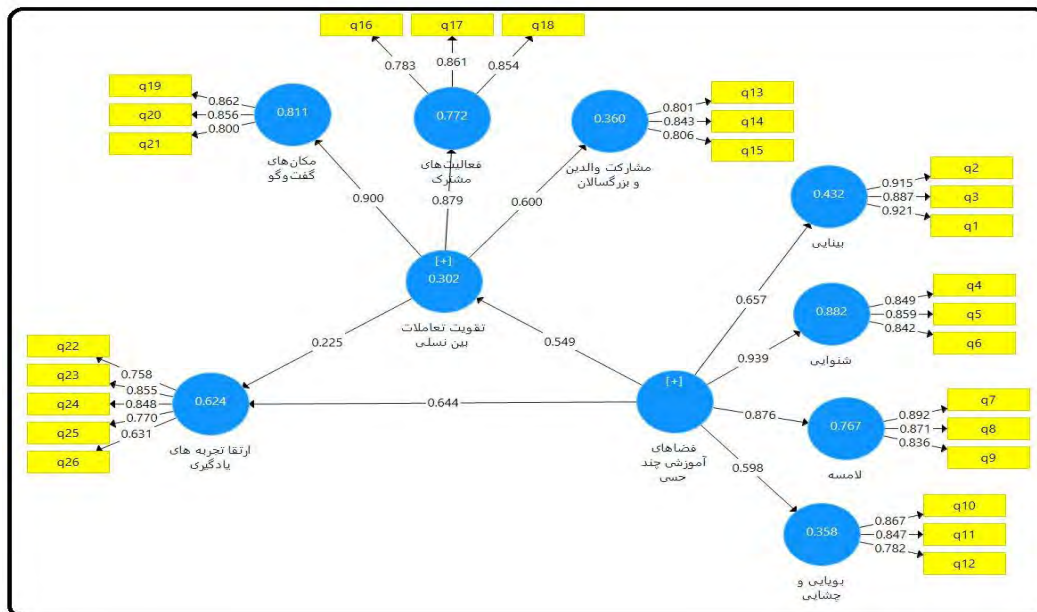 q16
q17
q18
0.783
0.861
0.854
q19
q20
q21
0.862
0.856
0.800
0.811
مکان‌های
گفت‌وگو
0.772
فعالیت‌های
مشترک
0.360
مشارکت والدین
و بزرگسالان
0.801
0.843
0.806
q13
q14
q15
0.900
0.879
0.600
[+]
0.302
تقویت تعاملات
بین نسلی
0.432
بینایی
0.915
0.887
0.921
q2
q3
q1
0.657
0.882
شنوایی
0.849
0.859
0.842
q4
q5
q6
0.225
0.549
0.939
q22
q23
q24
q25
q26
0.758
0.855
0.848
0.770
0.631
0.624
ارتقا تجربه های
یادگیری
0.644
[+]
فضاهای
آموزشی چند
حسی
0.876
0.767
لامسه
0.892
0.871
0.836
q7
q8
q9
0.598
0.358
بویایی و
چشایی
0.867
0.847
0.782
q10
q11
q12